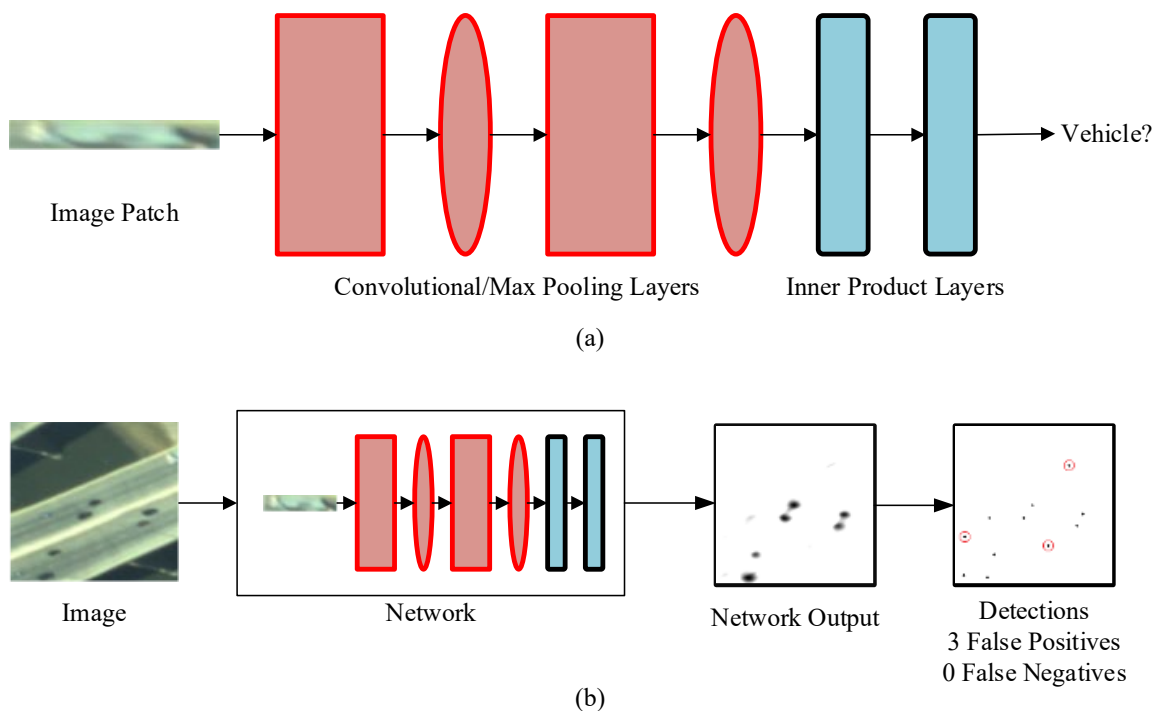 Vehicle?
Image Patch
Convolutional/Max Pooling Layers
Inner Product Layers
(a)
Image
Network
Network Output
Detections
3 False Positives
0 False Negatives
(b)